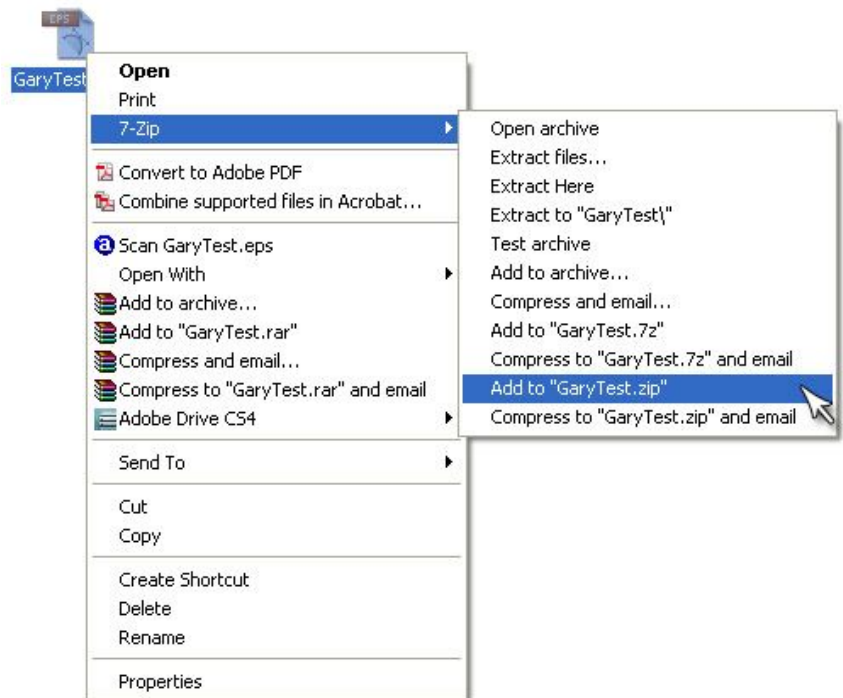 EPS
GaryTest
Open
Print
7-Zip
Convert to Adobe PDF
Combine supported files in Acrobat...
Scan GaryTest.eps
Open With
Add to archive...
Add to "GaryTest.rar"
Compress and email...
Compress to "GaryTest.rar" and email
Adobe Drive CS4
Send To
Cut
Copy
Create Shortcut
Delete
Rename
Properties
Open archive
Extract files...
Extract Here
Extract to "GaryTest\"
Test archive
Add to archive...
Compress and email...
Add to "GaryTest.7z"
Compress to "GaryTest.7z" and email
Add to "GaryTest.zip"
Compress to "GaryTest.zip" and email